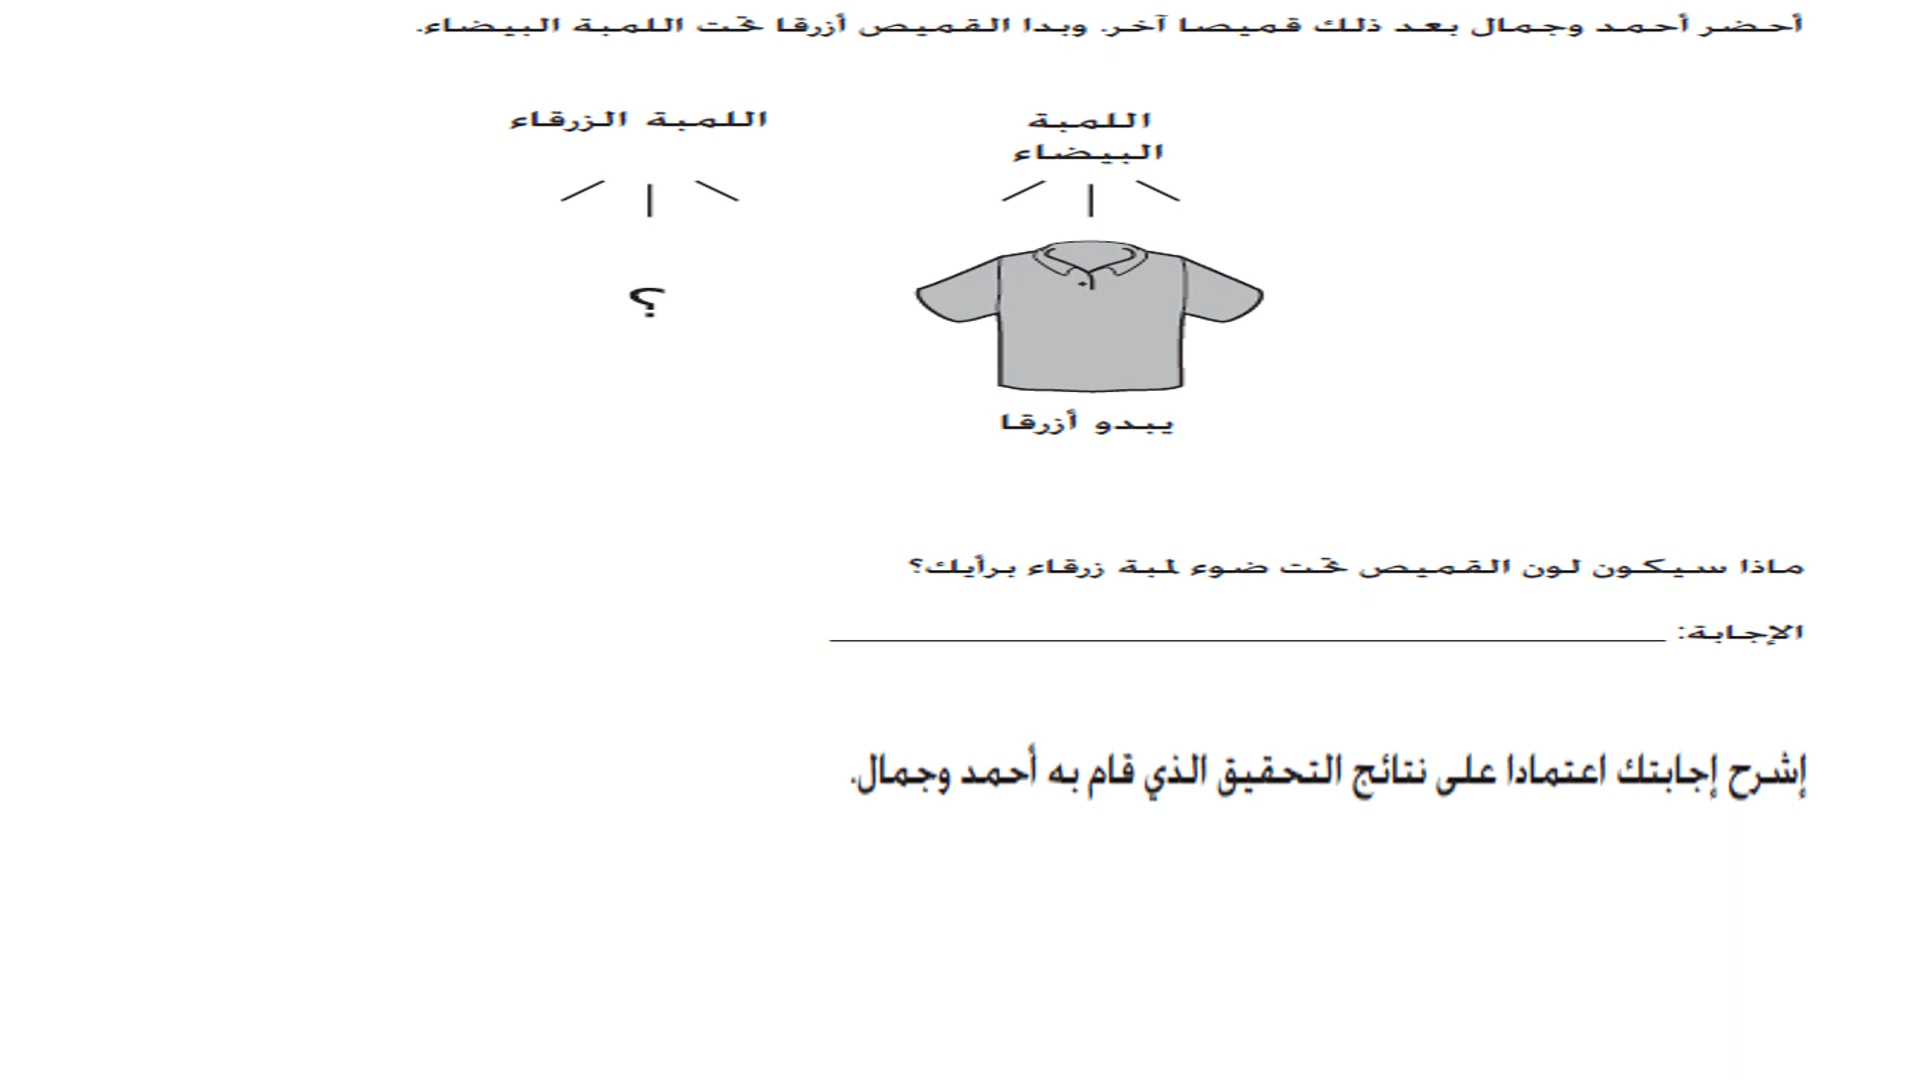 أحضر أحمد وجمال بعد ذلك قميصا آخر. وبدا القميص أزرقا تحت اللمبة البيضاء.
اللمبة
البيضاء
اللمبة الزرقاء
؟
يبدو أزرقا
ماذا سيكون لون القميص تحت ضوء لمبة زرقاء برأيك؟
الإجابة: ____________________
إشرح إجابتك اعتمادا على نتائج التحقيق الذي قام به أحمد وجمال.